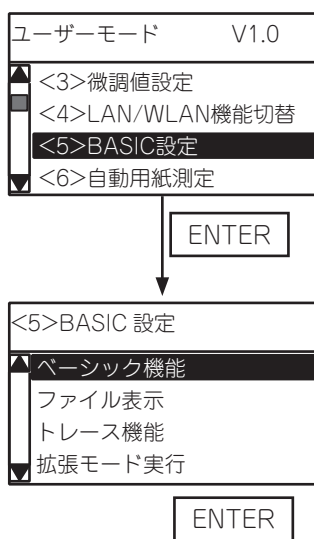 ユーザーモード V1.0
<3>微調値設定
<4>LAN/WLAN機能切替
<5>BASIC設定
<6>自動用紙測定
ENTER
<5>BASIC 設定
ベーシック機能
ファイル表示
トレース機能
拡張モード実行
ENTER